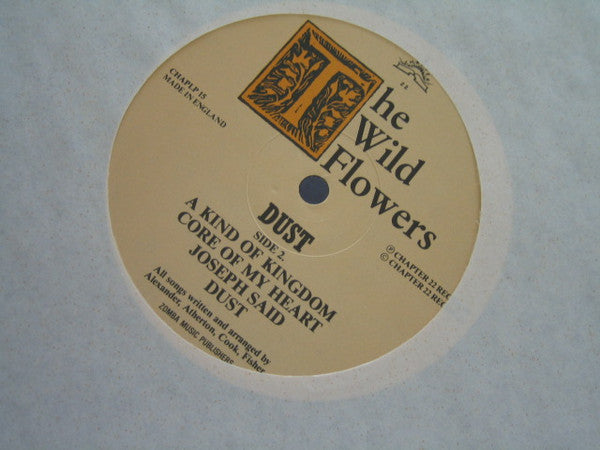 CHAPLP 15
MADE IN ENGLAND
The
Wild
Flowers
22
DUST
SIDE 2.
A KIND OF KINGDOM
CORE OF MY HEART
JOSEPH SAID
DUST
℗ CHAPTER 22 REC
© CHAPTER 22 REC
All songs written and arranged by
Alexander, Atherton, Cook, Fisher
ZOMBA MUSIC PUBLISHERS